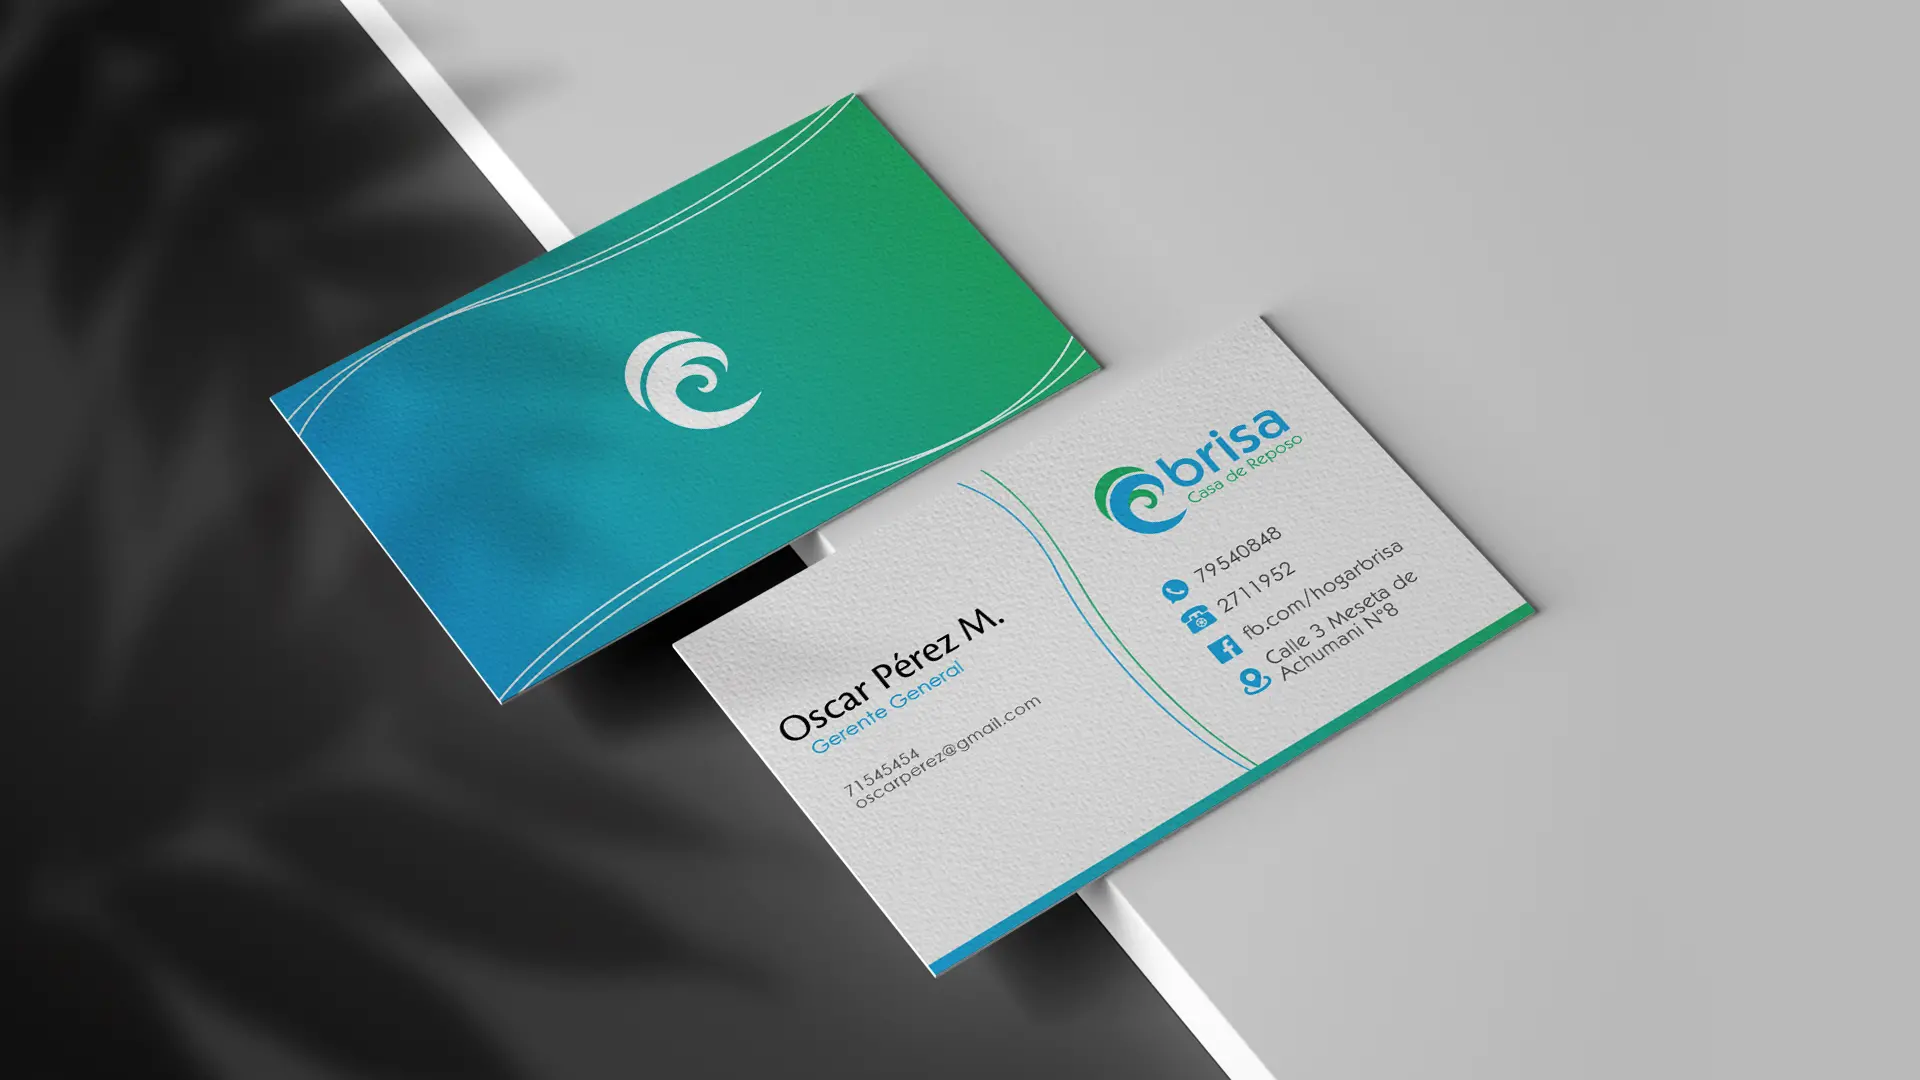 Oscar Pérez M.
Gerente General
71545454
oscarperez@gmail.com
brisa
Casa de Reposo
79540848
2711952
fb.com/hogarbrisa
Calle 3 Meseta de
Achumani N°8